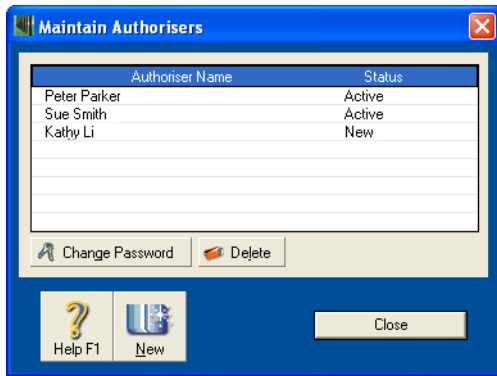 Maintain Authorisers
Authoriser Name Status
Peter Parker Active
Sue Smith Active
Kathy Li New
Change Password Delete
Help F1 New Close